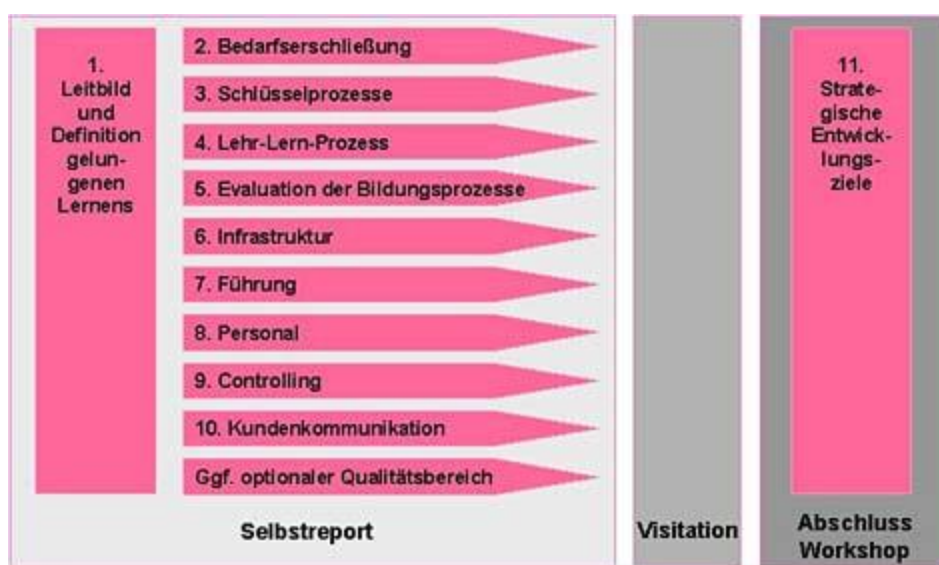 1.
Leitbild
und
Definition
gelun-
genen
Lernens
2. Bedarfserschließung
3. Schlüsselprozesse
4. Lehr-Lern-Prozess
5. Evaluation der Bildungsprozesse
6. Infrastruktur
7. Führung
8. Personal
9. Controlling
10. Kundenkommunikation
Ggf. optionaler Qualitätsbereich
Selbstreport
Visitation
11.
Strate-
gische
Entwick-
lungs-
ziele
Abschluss
Workshop